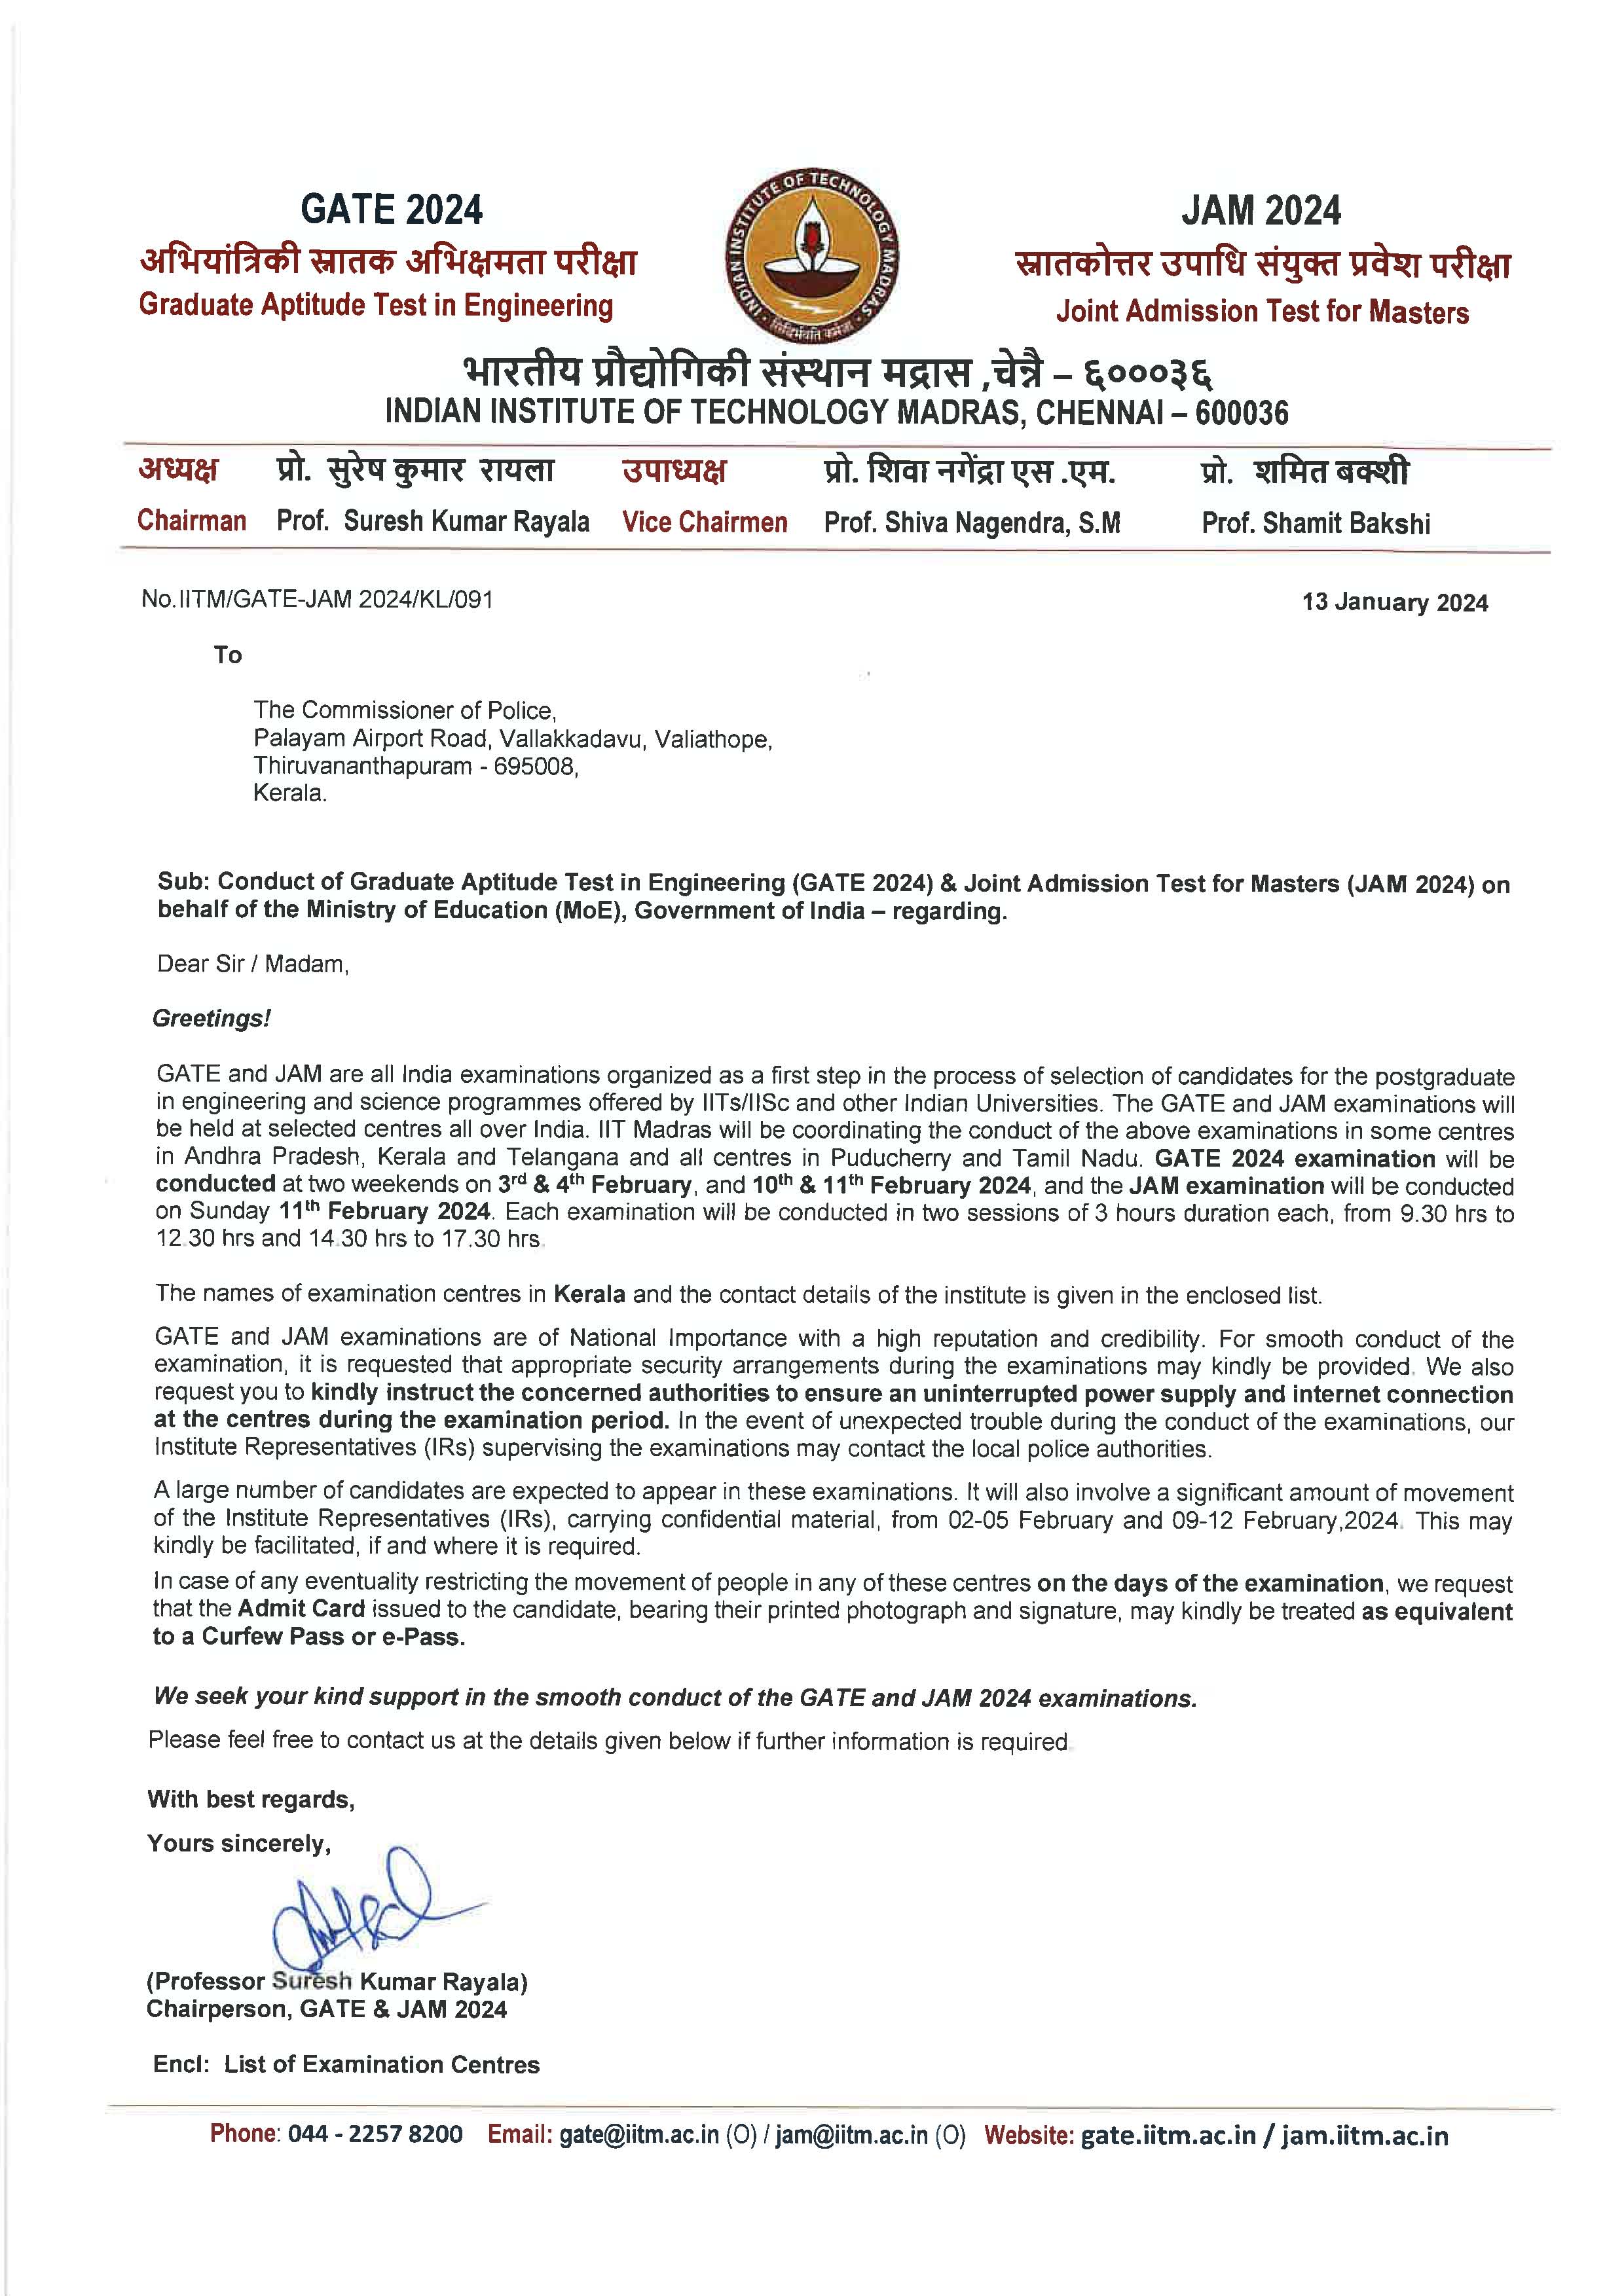 GATE 2024
अभियांत्रिकी स्नातक अभिक्षमता परीक्षा
Graduate Aptitude Test in Engineering
INDIAN INSTITUTE OF TECHNOLOGY MADRAS
JAM 2024
स्नातकोत्तर उपाधि संयुक्त प्रवेश परीक्षा
Joint Admission Test for Masters
भारतीय प्रौद्योगिकी संस्थान मद्रास ,चेन्नै – ६०००३६
INDIAN INSTITUTE OF TECHNOLOGY MADRAS, CHENNAI – 600036
अध्यक्ष प्रो. सुरेष कुमार रायला उपाध्यक्ष प्रो. शिवा नगेंद्रा एस .एम. प्रो. शमित बक्शी
Chairman Prof. Suresh Kumar Rayala Vice Chairmen Prof. Shiva Nagendra, S.M Prof. Shamit Bakshi
No.IITM/GATE-JAM 2024/KL/091 13 January 2024
To
The Commissioner of Police,
Palayam Airport Road, Vallakkadavu, Valiathope,
Thiruvananthapuram - 695008,
Kerala.
Sub: Conduct of Graduate Aptitude Test in Engineering (GATE 2024) & Joint Admission Test for Masters (JAM 2024) on
behalf of the Ministry of Education (MoE), Government of India – regarding.
Dear Sir / Madam,
Greetings!
GATE and JAM are all India examinations organized as a first step in the process of selection of candidates for the postgraduate
in engineering and science programmes offered by IITs/IISc and other Indian Universities. The GATE and JAM examinations will
be held at selected centres all over India. IIT Madras will be coordinating the conduct of the above examinations in some centres
in Andhra Pradesh, Kerala and Telangana and all centres in Puducherry and Tamil Nadu. GATE 2024 examination will be
conducted at two weekends on 3rd & 4th February, and 10th & 11th February 2024, and the JAM examination will be conducted
on Sunday 11th February 2024. Each examination will be conducted in two sessions of 3 hours duration each, from 9.30 hrs to
12.30 hrs and 14.30 hrs to 17.30 hrs.
The names of examination centres in Kerala and the contact details of the institute is given in the enclosed list.
GATE and JAM examinations are of National Importance with a high reputation and credibility. For smooth conduct of the
examination, it is requested that appropriate security arrangements during the examinations may kindly be provided. We also
request you to kindly instruct the concerned authorities to ensure an uninterrupted power supply and internet connection
at the centres during the examination period. In the event of unexpected trouble during the conduct of the examinations, our
Institute Representatives (IRs) supervising the examinations may contact the local police authorities.
A large number of candidates are expected to appear in these examinations. It will also involve a significant amount of movement
of the Institute Representatives (IRs), carrying confidential material, from 02-05 February and 09-12 February,2024. This may
kindly be facilitated, if and where it is required.
In case of any eventuality restricting the movement of people in any of these centres on the days of the examination, we request
that the Admit Card issued to the candidate, bearing their printed photograph and signature, may kindly be treated as equivalent
to a Curfew Pass or e-Pass.
We seek your kind support in the smooth conduct of the GATE and JAM 2024 examinations.
Please feel free to contact us at the details given below if further information is required.
With best regards,
Yours sincerely,
(Professor Suresh Kumar Rayala)
Chairperson, GATE & JAM 2024
Encl: List of Examination Centres
Phone: 044 - 2257 8200 Email: gate@iitm.ac.in (O) / jam@iitm.ac.in (O) Website: gate.iitm.ac.in / jam.iitm.ac.in